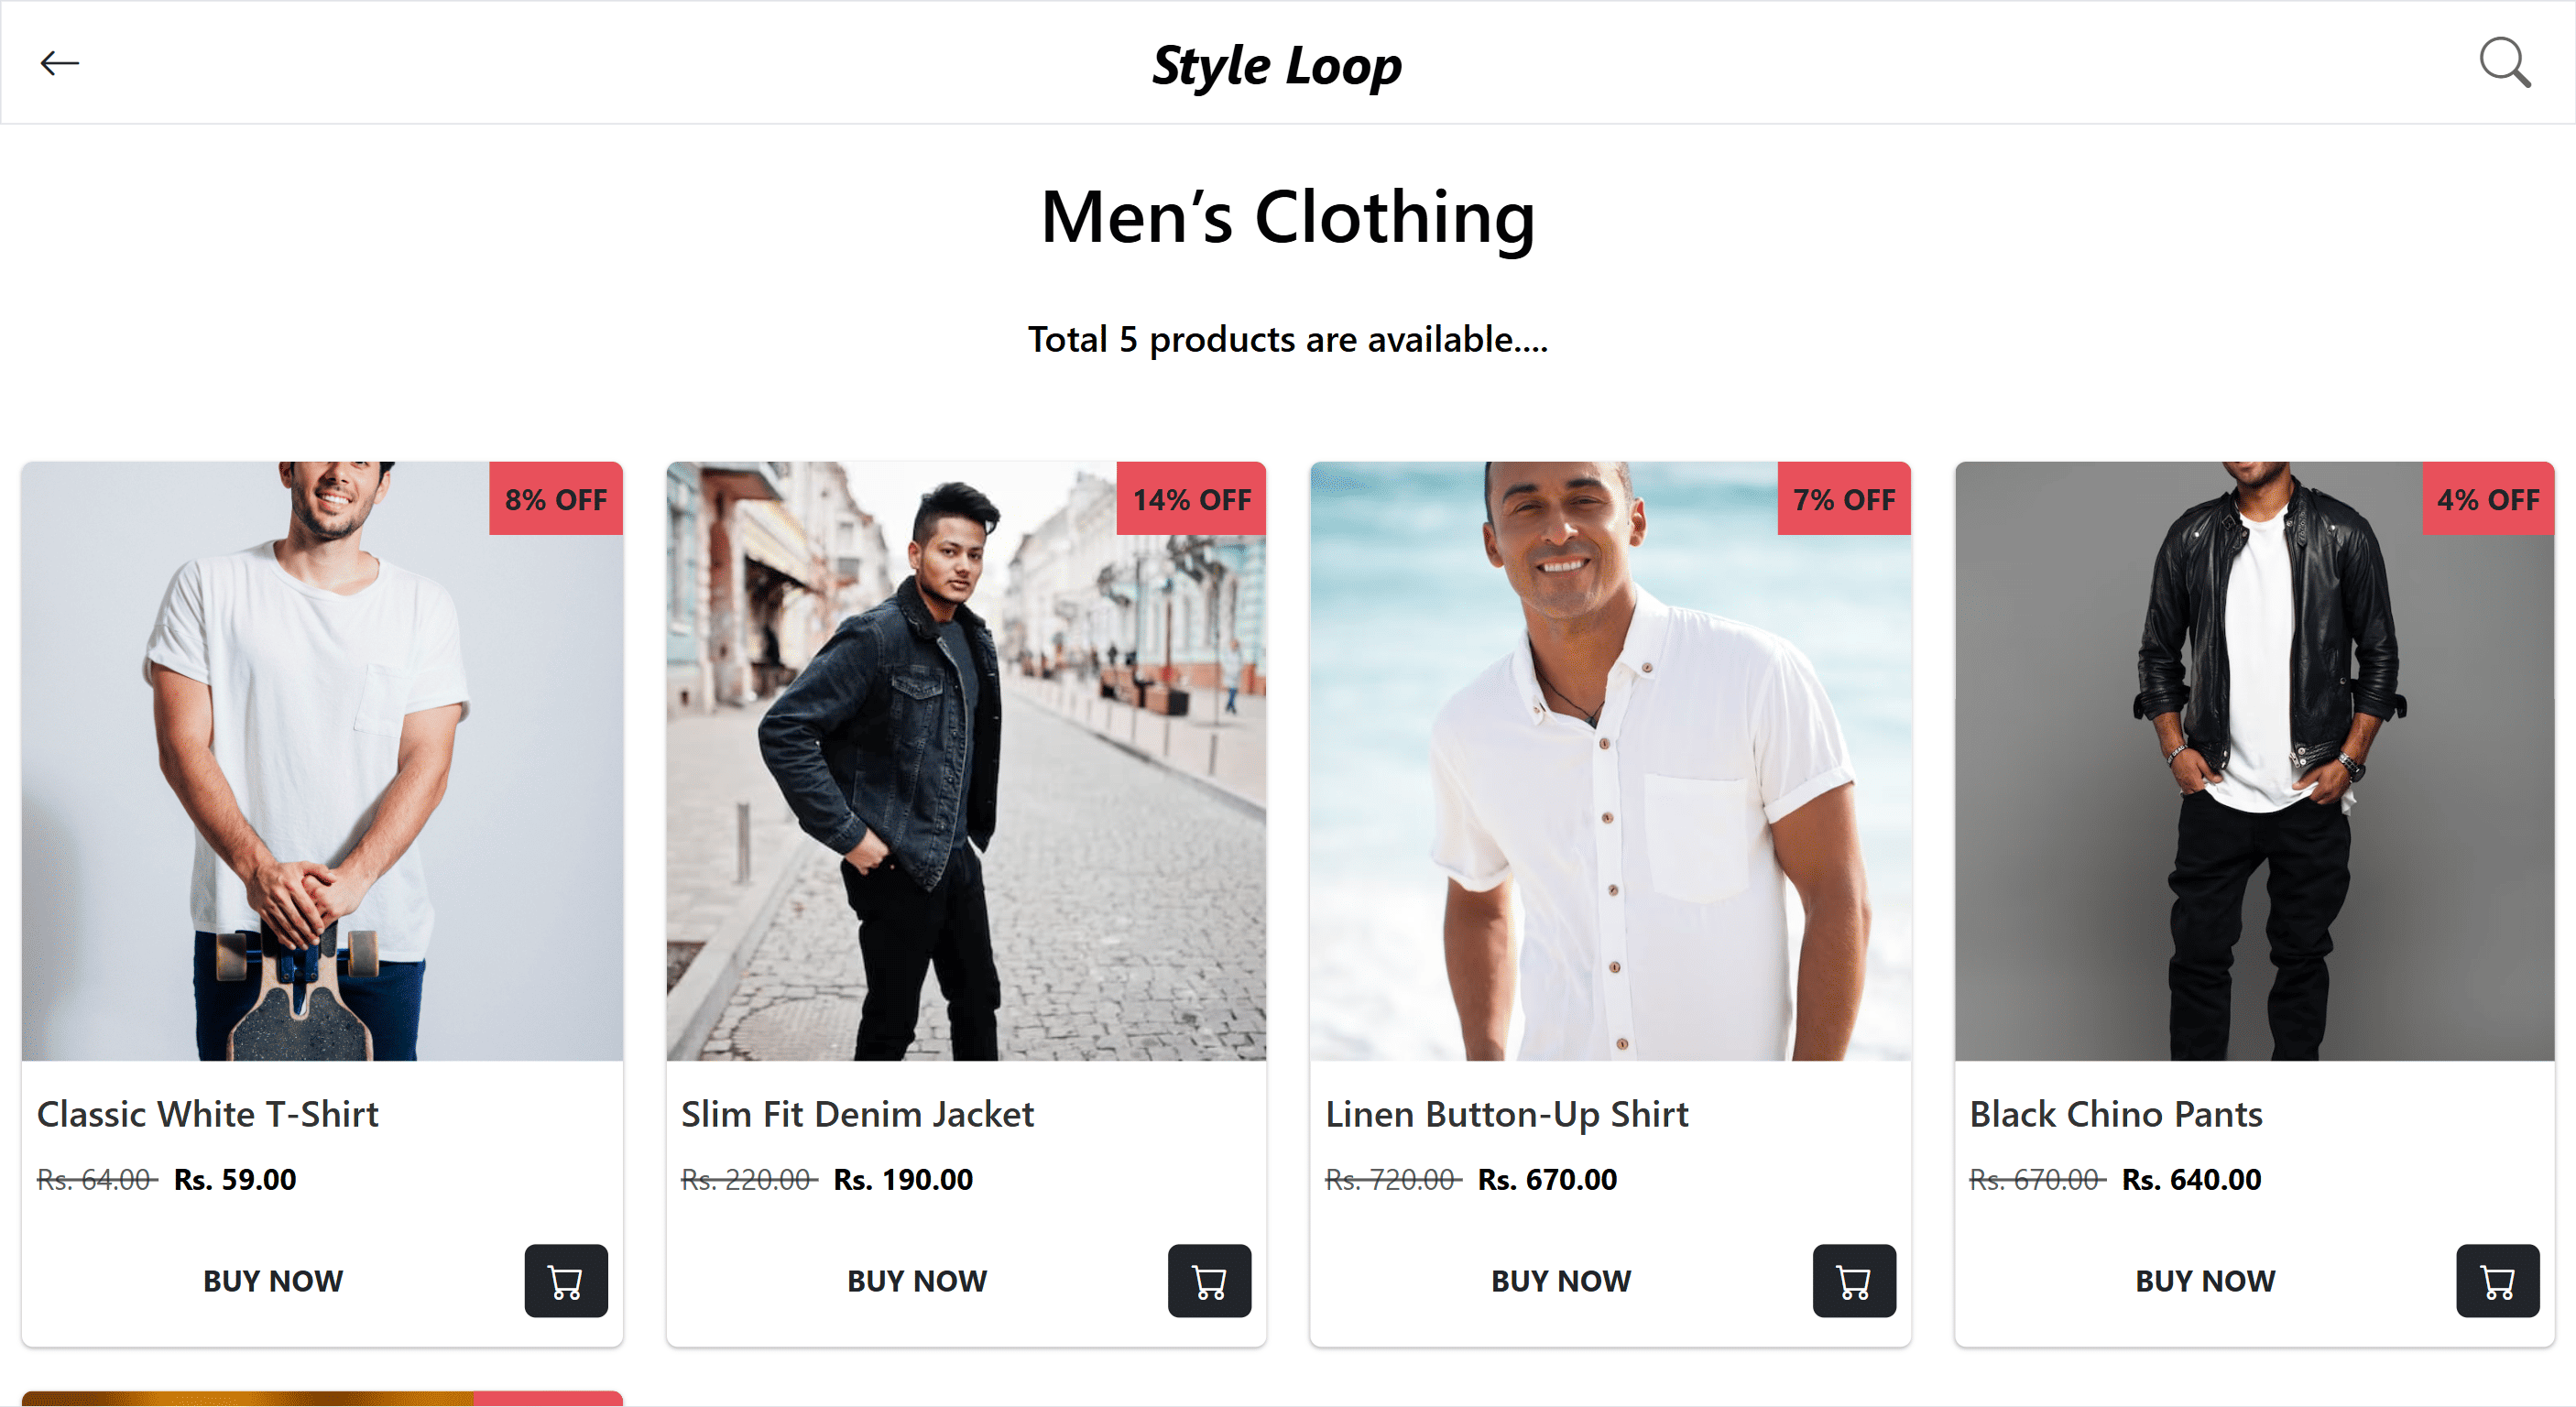 Style Loop
Men’s Clothing
Total 5 products are available....
8% OFF
14% OFF
7% OFF
4% OFF
Classic White T-Shirt
Rs. 64.00 Rs. 59.00
BUY NOW
Slim Fit Denim Jacket
Rs. 220.00 Rs. 190.00
BUY NOW
Linen Button-Up Shirt
Rs. 720.00 Rs. 670.00
BUY NOW
Black Chino Pants
Rs. 670.00 Rs. 640.00
BUY NOW